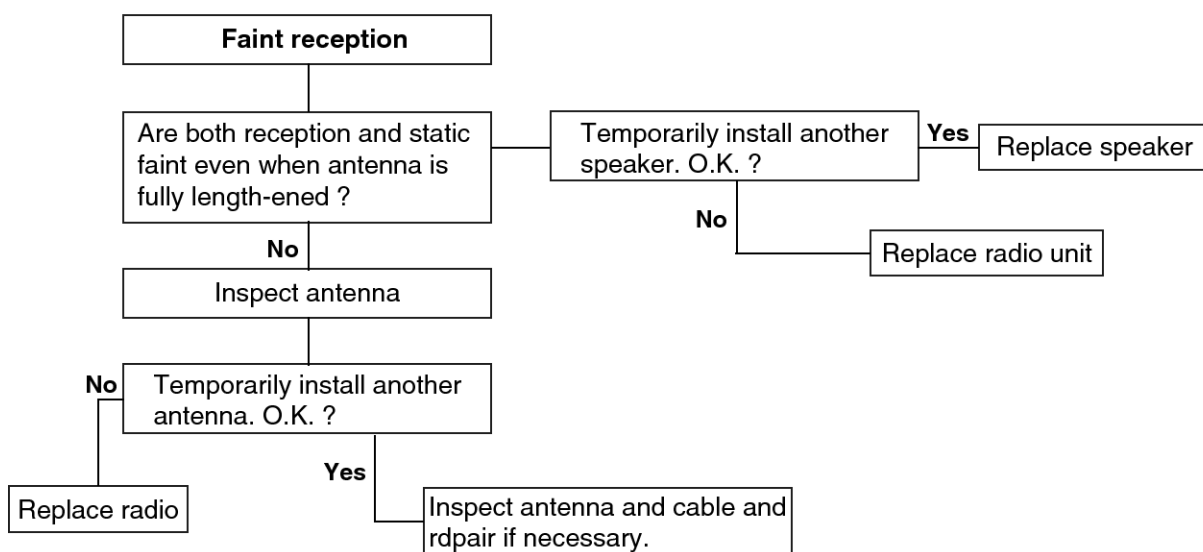 Faint reception
Are both reception and static
faint even when antenna is
fully length-ened ?
Temporarily install another
speaker. O.K. ?
Yes
Replace speaker
No
Replace radio unit
No
Inspect antenna
Temporarily install another
antenna. O.K. ?
No
Replace radio
Yes
Inspect antenna and cable and
rdpair if necessary.